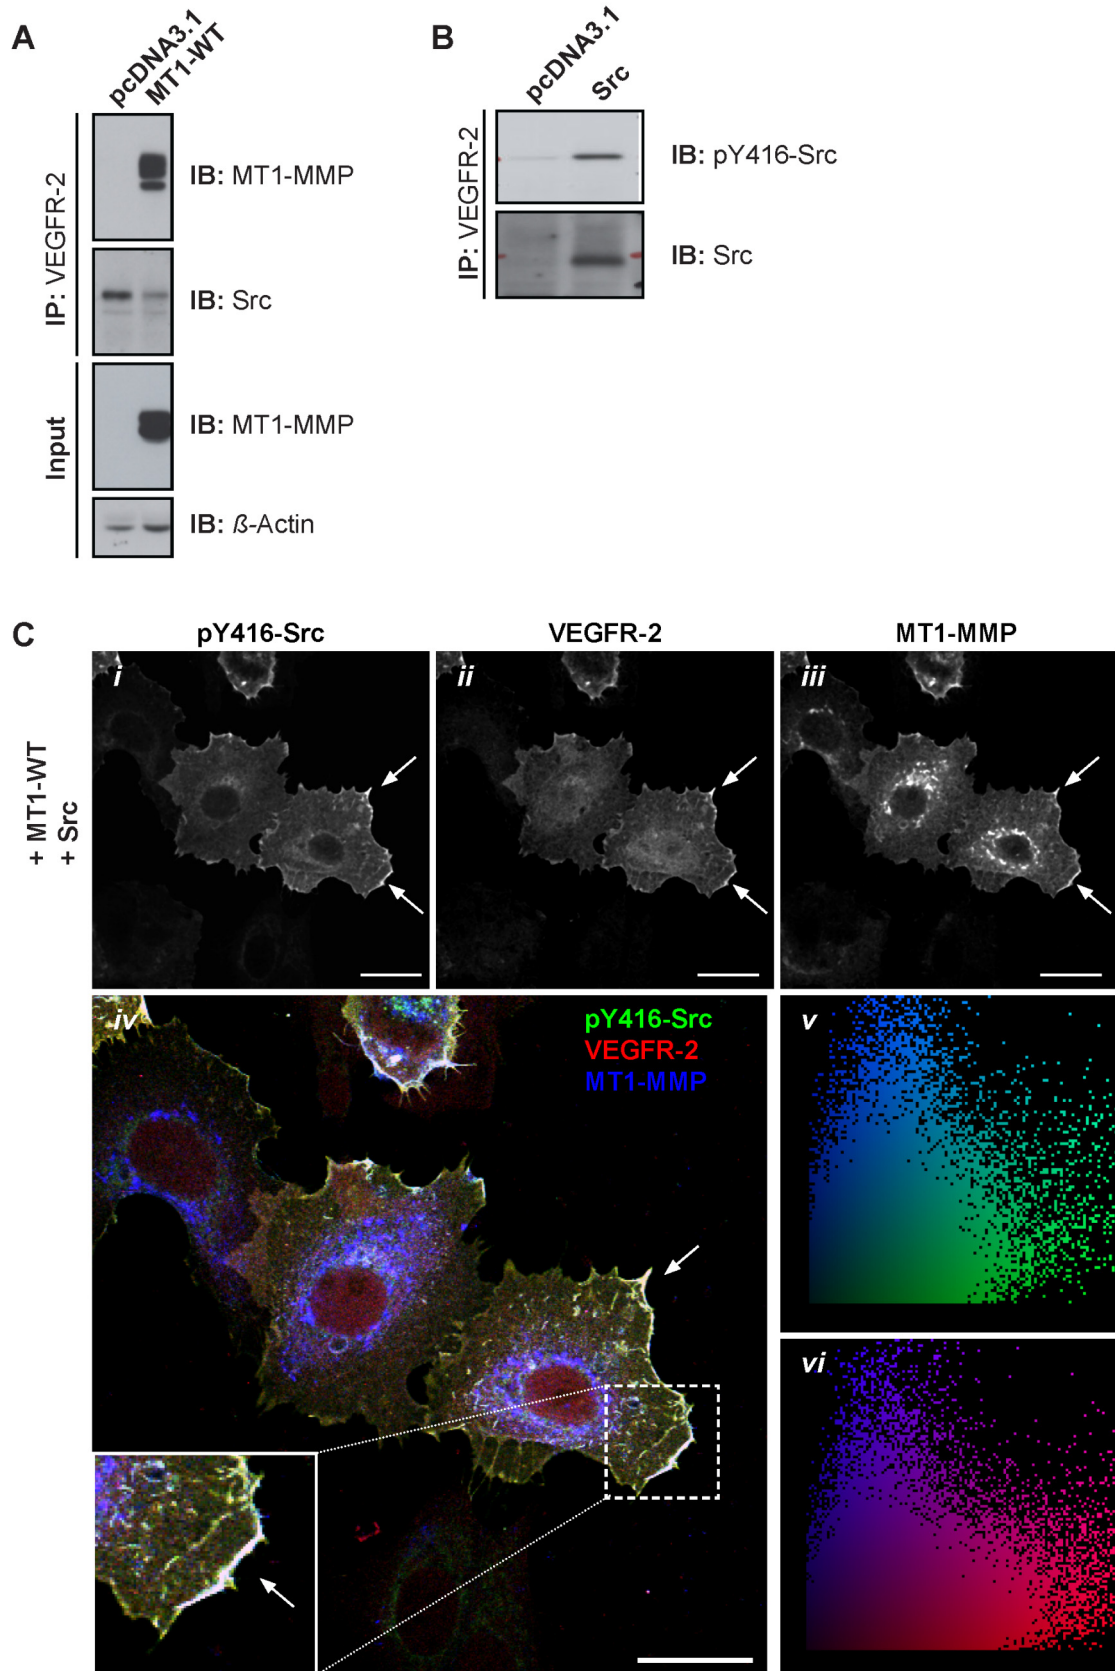 A
pcDNA3.1
MT1-WT
IP: VEGFR-2
IB: MT1-MMP
IB: Src
Input
IB: MT1-MMP
IB: ß-Actin
B
pcDNA3.1
Src
IP: VEGFR-2
IB: pY416-Src
IB: Src
C
pY416-Src
VEGFR-2
MT1-MMP
+ MT1-WT
+ Src
i
ii
iii
iv
pY416-Src
VEGFR-2
MT1-MMP
v
vi